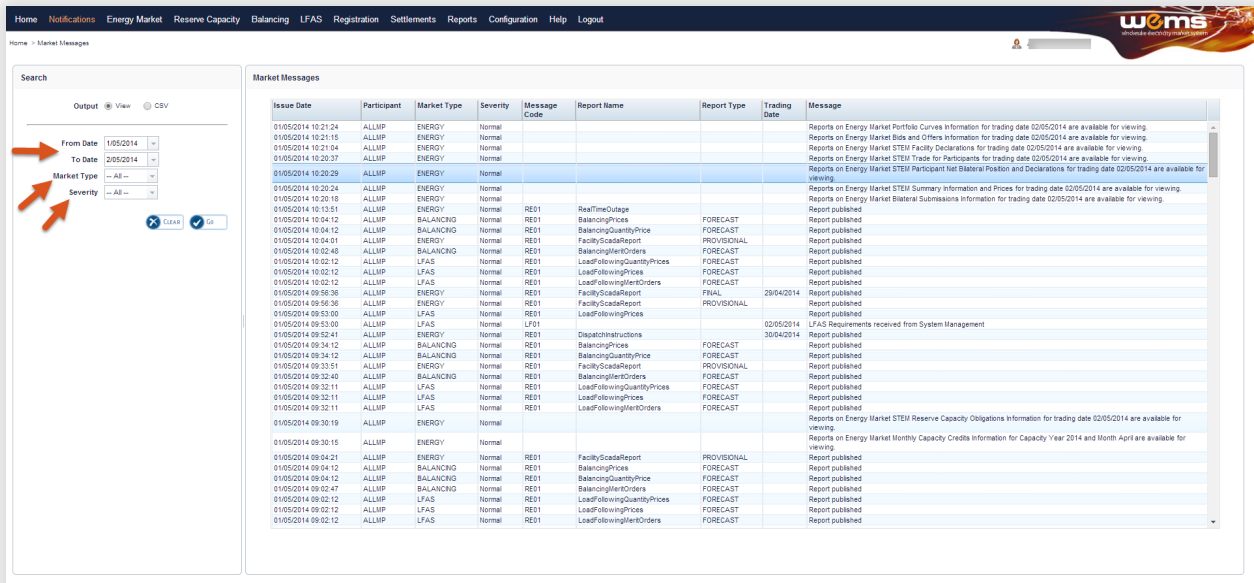 Home Notifications Energy Market Reserve Capacity Balancing LFAS Registration Settlements Reports Configuration Help Logout
wems
wholesale electricity market system
Home > Market Messages
Search
Output View CSV
From Date 1/05/2014
To Date 2/05/2014
Market Type -- All --
Severity -- All --
CLEAR GO
Market Messages
Issue Date Participant Market Type Severity Message Code Report Name Report Type Trading Date Message
01/05/2014 10:21:24 ALLMP ENERGY Normal Reports on Energy Market Portfolio Curves Information for trading date 02/05/2014 are available for viewing.
01/05/2014 10:21:15 ALLMP ENERGY Normal Reports on Energy Market Bids and Offers Information for trading date 02/05/2014 are available for viewing.
01/05/2014 10:21:04 ALLMP ENERGY Normal Reports on Energy Market STEM Facility Declarations for trading date 02/05/2014 are available for viewing.
01/05/2014 10:20:37 ALLMP ENERGY Normal Reports on Energy Market STEM Trade for Participants for trading date 02/05/2014 are available for viewing.
01/05/2014 10:20:29 ALLMP ENERGY Normal Reports on Energy Market STEM Participant Net Bilateral Position and Declarations for trading date 02/05/2014 are available for
viewing.
01/05/2014 10:20:24 ALLMP ENERGY Normal Reports on Energy Market STEM Summary Information and Prices for trading date 02/05/2014 are available for viewing.
01/05/2014 10:20:18 ALLMP ENERGY Normal Reports on Energy Market Bilateral Submissions Information for trading date 02/05/2014 are available for viewing.
01/05/2014 10:13:51 ALLMP ENERGY Normal RE01 RealTimeOutage Report published
01/05/2014 10:04:12 ALLMP BALANCING Normal RE01 BalancingPrices FORECAST Report published
01/05/2014 10:04:12 ALLMP BALANCING Normal RE01 BalancingQuantityPrice FORECAST Report published
01/05/2014 10:04:01 ALLMP ENERGY Normal RE01 FacilityScadaReport PROVISIONAL Report published
01/05/2014 10:02:48 ALLMP BALANCING Normal RE01 BalancingMeritOrders FORECAST Report published
01/05/2014 10:02:12 ALLMP LFAS Normal RE01 LoadFollowingQuantityPrices FORECAST Report published
01/05/2014 10:02:12 ALLMP LFAS Normal RE01 LoadFollowingPrices FORECAST Report published
01/05/2014 10:02:12 ALLMP LFAS Normal RE01 LoadFollowingMeritOrders FORECAST Report published
01/05/2014 09:56:36 ALLMP ENERGY Normal RE01 FacilityScadaReport FINAL 29/04/2014 Report published
01/05/2014 09:56:36 ALLMP ENERGY Normal RE01 FacilityScadaReport PROVISIONAL Report published
01/05/2014 09:53:00 ALLMP LFAS Normal RE01 LoadFollowingPrices Report published
01/05/2014 09:53:00 ALLMP LFAS Normal LF01 02/05/2014 LFAS Requirements received from System Management
01/05/2014 09:52:41 ALLMP ENERGY Normal RE01 DispatchInstructions 30/04/2014 Report published
01/05/2014 09:34:12 ALLMP BALANCING Normal RE01 BalancingPrices FORECAST Report published
01/05/2014 09:34:12 ALLMP BALANCING Normal RE01 BalancingQuantityPrice FORECAST Report published
01/05/2014 09:33:51 ALLMP ENERGY Normal RE01 FacilityScadaReport PROVISIONAL Report published
01/05/2014 09:32:40 ALLMP BALANCING Normal RE01 BalancingMeritOrders FORECAST Report published
01/05/2014 09:32:11 ALLMP LFAS Normal RE01 LoadFollowingQuantityPrices FORECAST Report published
01/05/2014 09:32:11 ALLMP LFAS Normal RE01 LoadFollowingPrices FORECAST Report published
01/05/2014 09:32:11 ALLMP LFAS Normal RE01 LoadFollowingMeritOrders FORECAST Report published
01/05/2014 09:30:19 ALLMP ENERGY Normal Reports on Energy Market STEM Reserve Capacity Obligations Information for trading date 02/05/2014 are available for
viewing.
01/05/2014 09:30:15 ALLMP ENERGY Normal Reports on Energy Market Monthly Capacity Credits Information for Capacity Year 2014 and Month April are available for
viewing.
01/05/2014 09:04:21 ALLMP ENERGY Normal RE01 FacilityScadaReport PROVISIONAL Report published
01/05/2014 09:04:12 ALLMP BALANCING Normal RE01 BalancingPrices FORECAST Report published
01/05/2014 09:04:12 ALLMP BALANCING Normal RE01 BalancingQuantityPrice FORECAST Report published
01/05/2014 09:02:47 ALLMP BALANCING Normal RE01 BalancingMeritOrders FORECAST Report published
01/05/2014 09:02:12 ALLMP LFAS Normal RE01 LoadFollowingQuantityPrices FORECAST Report published
01/05/2014 09:02:12 ALLMP LFAS Normal RE01 LoadFollowingPrices FORECAST Report published
01/05/2014 09:02:12 ALLMP LFAS Normal RE01 LoadFollowingMeritOrders FORECAST Report published